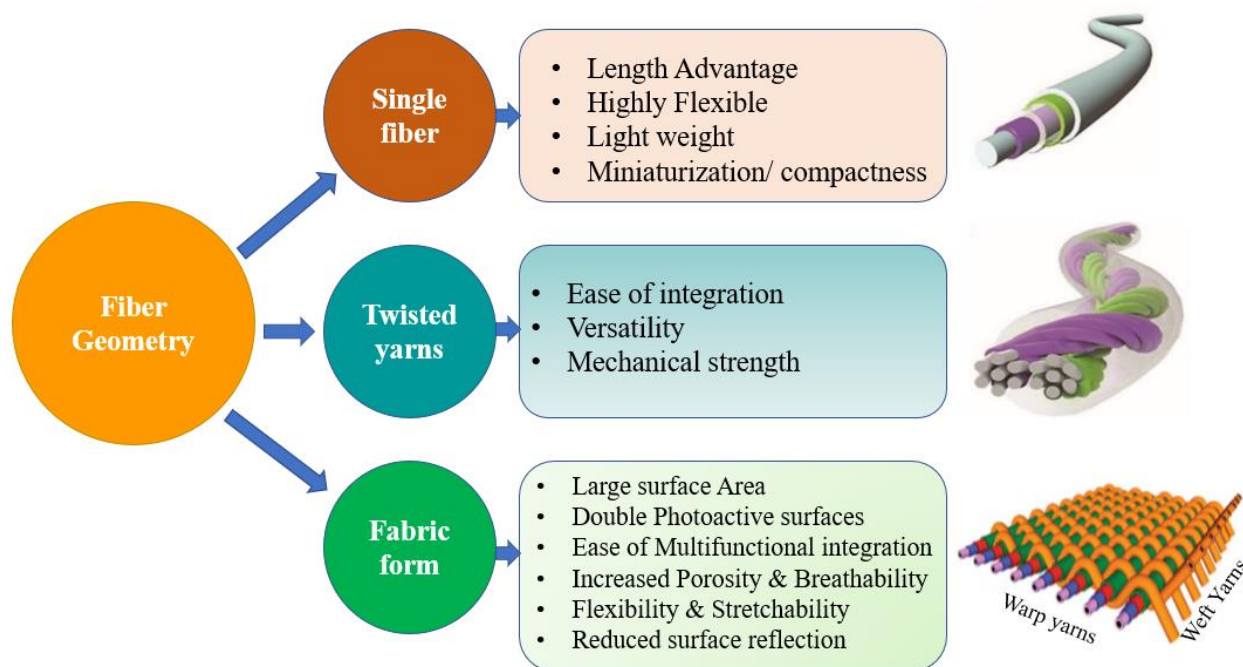 Fiber
Geometry
Single
fiber
• Length Advantage
• Highly Flexible
• Light weight
• Miniaturization/ compactness
Twisted
yarns
• Ease of integration
• Versatility
• Mechanical strength
Fabric
form
• Large surface Area
• Double Photoactive surfaces
• Ease of Multifunctional integration
• Increased Porosity & Breathability
• Flexibility & Stretchability
• Reduced surface reflection
Warp yarns
Weft Yarns